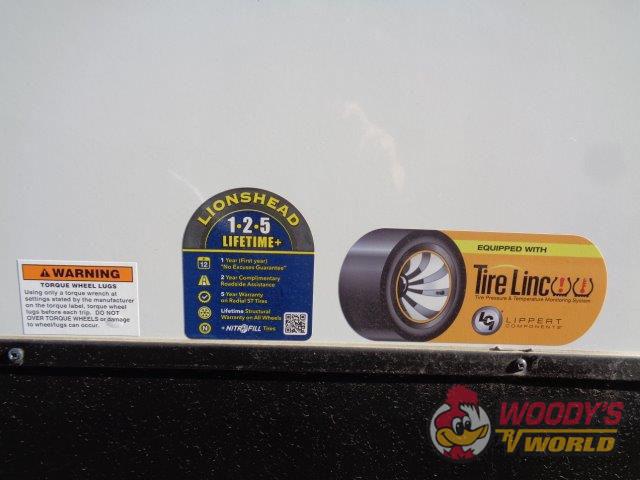 WARNING
TORQUE WHEEL LUGS
Using only a torque wrench at
settings stated by the manufacturer
on the torque label, torque wheel
lugs before each trip. DO NOT
OVER TORQUE WHEELS or damage
to wheel/lugs can occur.
LIONSHEAD
1•2•5
LIFETIME+
12
1 Year (First year)
"No Excuses Guarantee"
2 Year Complimentary
Roadside Assistance
5 Year Warranty
on Radial ST Tires
Lifetime Structural
Warranty on All Wheels
N
+NITROFILL Tires
EQUIPPED WITH
Tire Linc
Tire Pressure & Temperature Monitoring System
LCI
LIPPERT
COMPONENTS
WOODY'S
RV WORLD